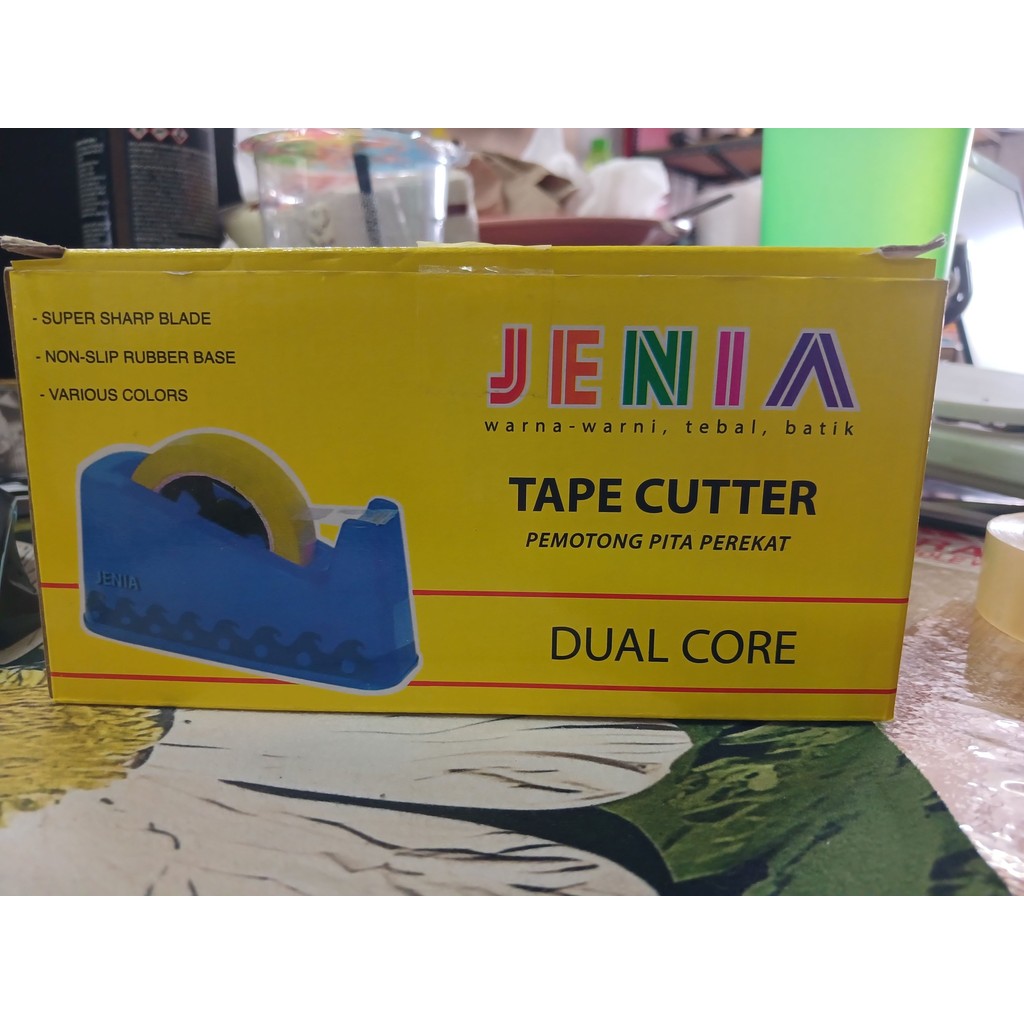 - SUPER SHARP BLADE
- NON-SLIP RUBBER BASE
- VARIOUS COLORS
JENIA
warna-warni, tebal, batik
TAPE CUTTER
PEMOTONG PITA PEREKAT
JENIA
DUAL CORE